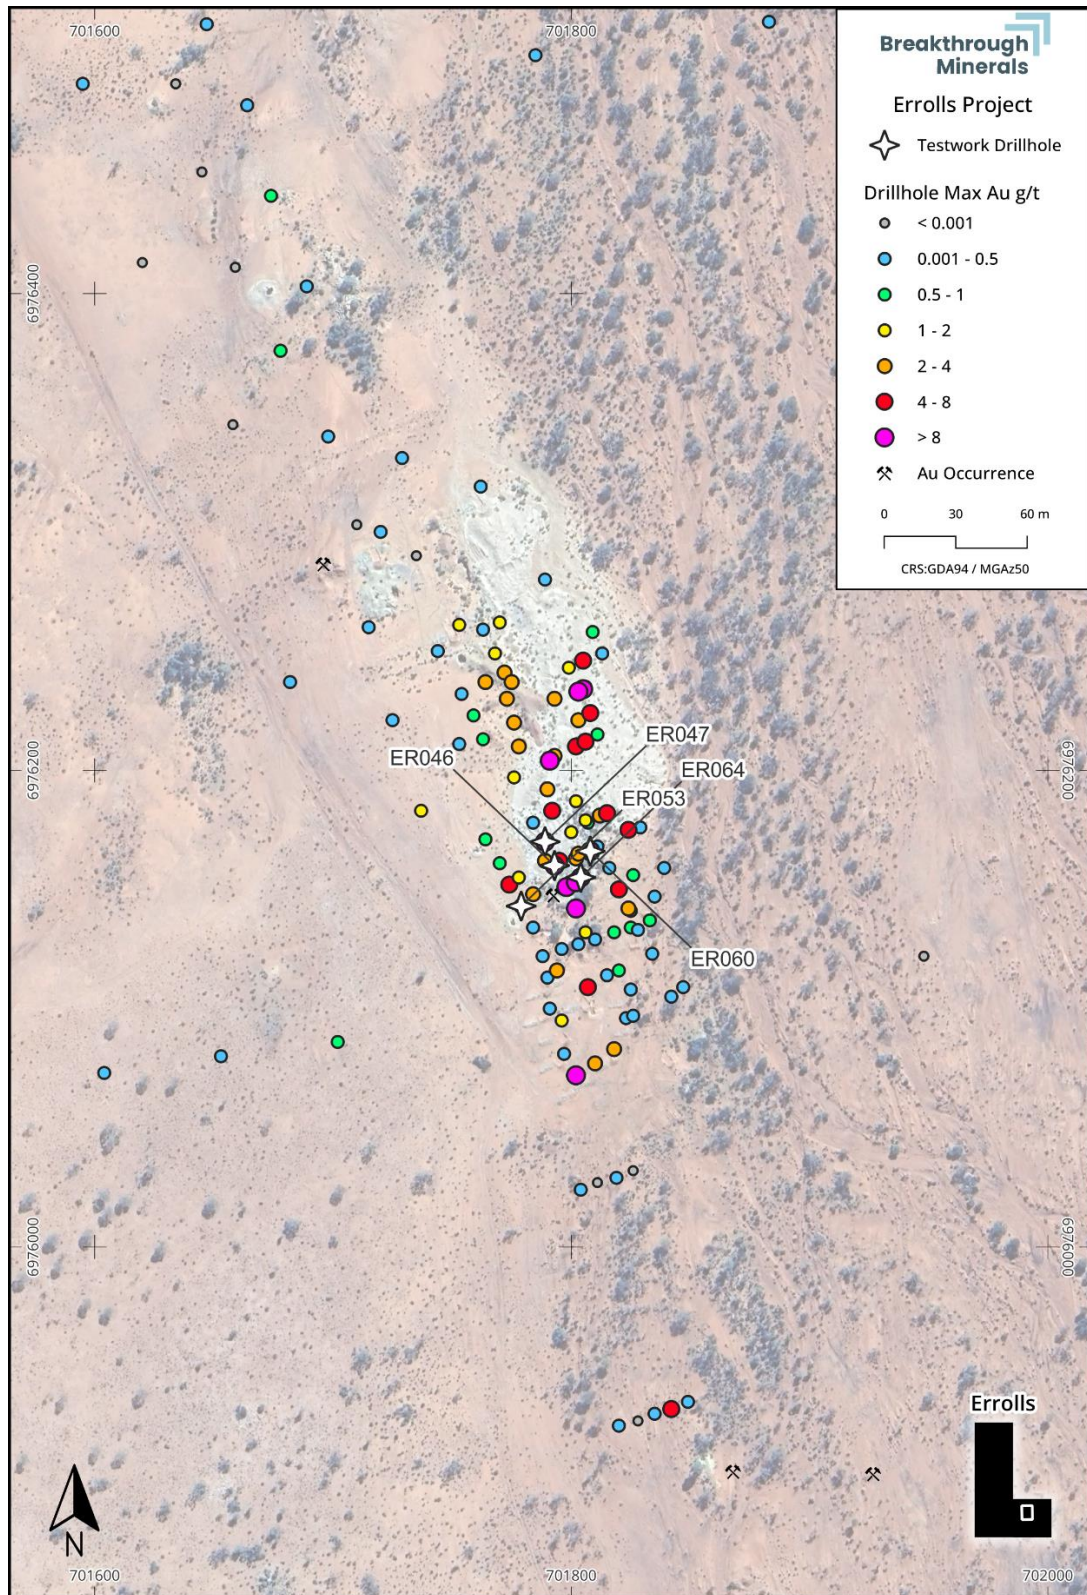 701600
701800
Breakthrough
Minerals
Errolls Project
Testwork Drillhole
Drillhole Max Au g/t
< 0.001
0.001 - 0.5
0.5 - 1
1 - 2
2 - 4
4 - 8
> 8
Au Occurrence
0 30 60 m
CRS:GDA94 / MGAz50
6976400
ER047
ER046
ER064
ER053
6976200
6976200
ER060
6976000
6976000
Errolls
N
701600
701800
702000